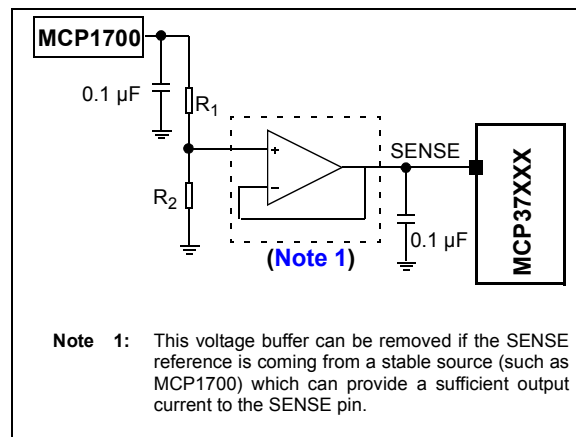 MCP1700
0.1 µF
R1
+
SENSE
−
R2
0.1 µF
MCP37XXX
(Note 1)
Note 1: This voltage buffer can be removed if the SENSE
reference is coming from a stable source (such as
MCP1700) which can provide a sufficient output
current to the SENSE pin.